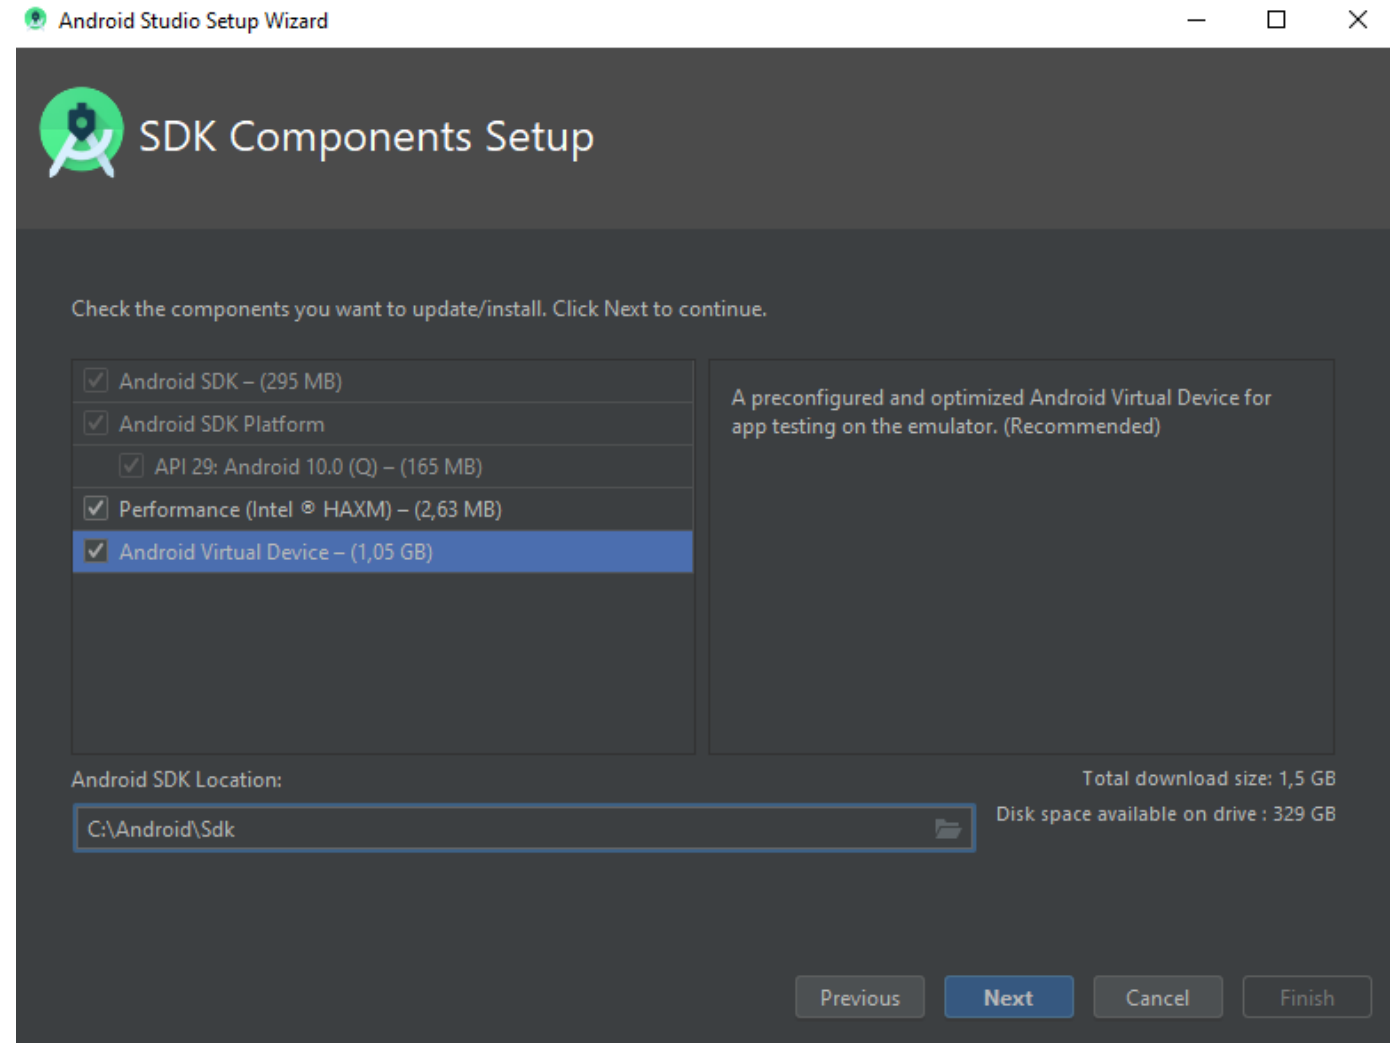 Android Studio Setup Wizard
SDK Components Setup
Check the components you want to update/install. Click Next to continue.
Android SDK – (295 MB)
Android SDK Platform
API 29: Android 10.0 (Q) – (165 MB)
Performance (Intel ® HAXM) – (2,63 MB)
Android Virtual Device – (1,05 GB)
A preconfigured and optimized Android Virtual Device for
app testing on the emulator. (Recommended)
Android SDK Location:
C:\Android\Sdk
Total download size: 1,5 GB
Disk space available on drive : 329 GB
Previous
Next
Cancel
Finish